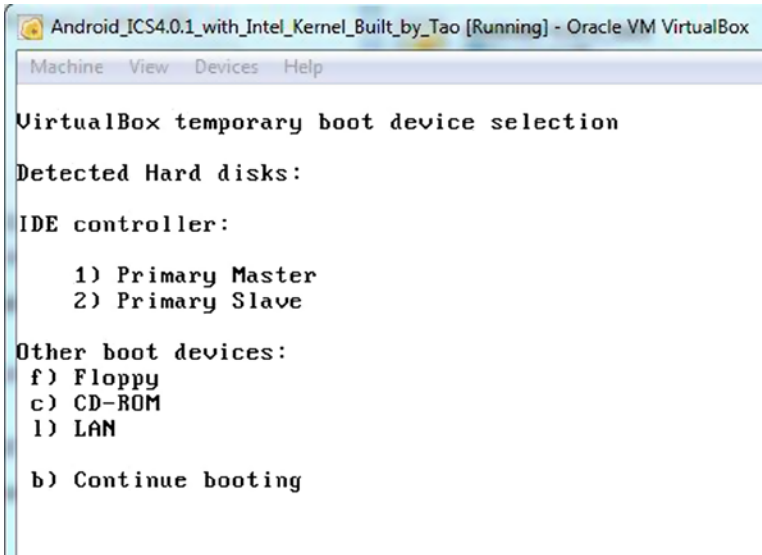 Android_ICS4.0.1_with_Intel_Kernel_Built_by_Tao [Running] - Oracle VM VirtualBox
Machine View Devices Help
VirtualBox temporary boot device selection
Detected Hard disks:
IDE controller:
1) Primary Master
2) Primary Slave
Other boot devices:
f) Floppy
c) CD-ROM
l) LAN
b) Continue booting